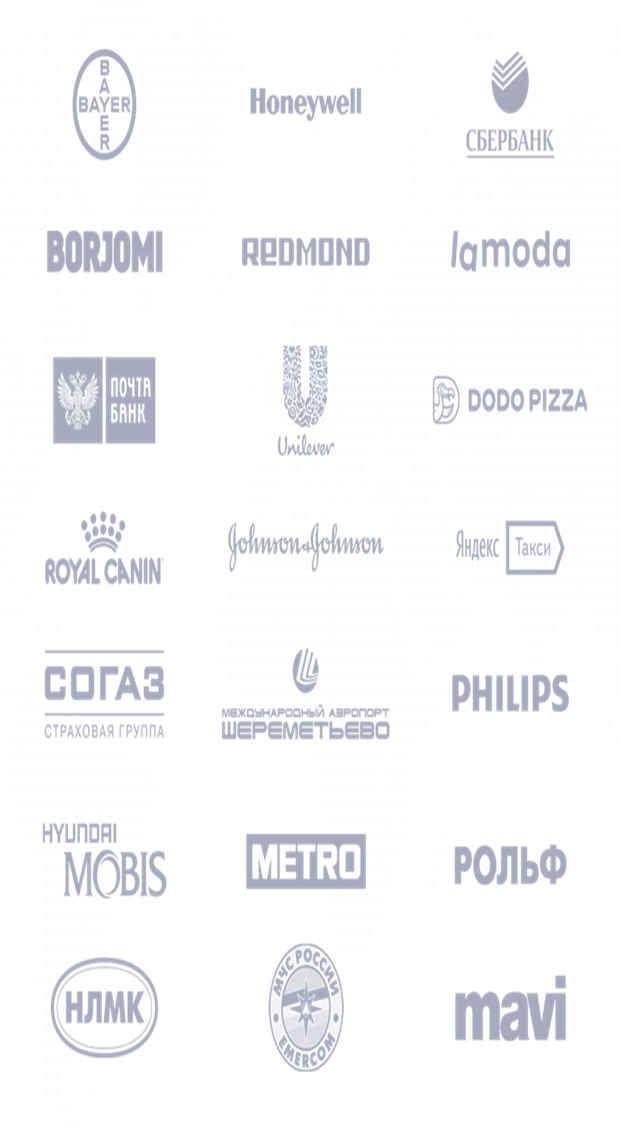 BAYER
BAYER
Honeywell
СБЕРБАНК
BORJOMI
REDMOND
lamoda
ПОЧТА
БАНК
Unilever
DODO PIZZA
ROYAL CANIN
Johnson&Johnson
Яндекс Такси
СОГАЗ
СТРАХОВАЯ ГРУППА
МЕЖДУНАРОДНЫЙ АЭРОПОРТ
ШЕРЕМЕТЬЕВО
PHILIPS
HYUNDAI
MOBIS
METRO
РОЛЬФ
НЛМК
МЧС РОССИИ
EMERCOM
mavi